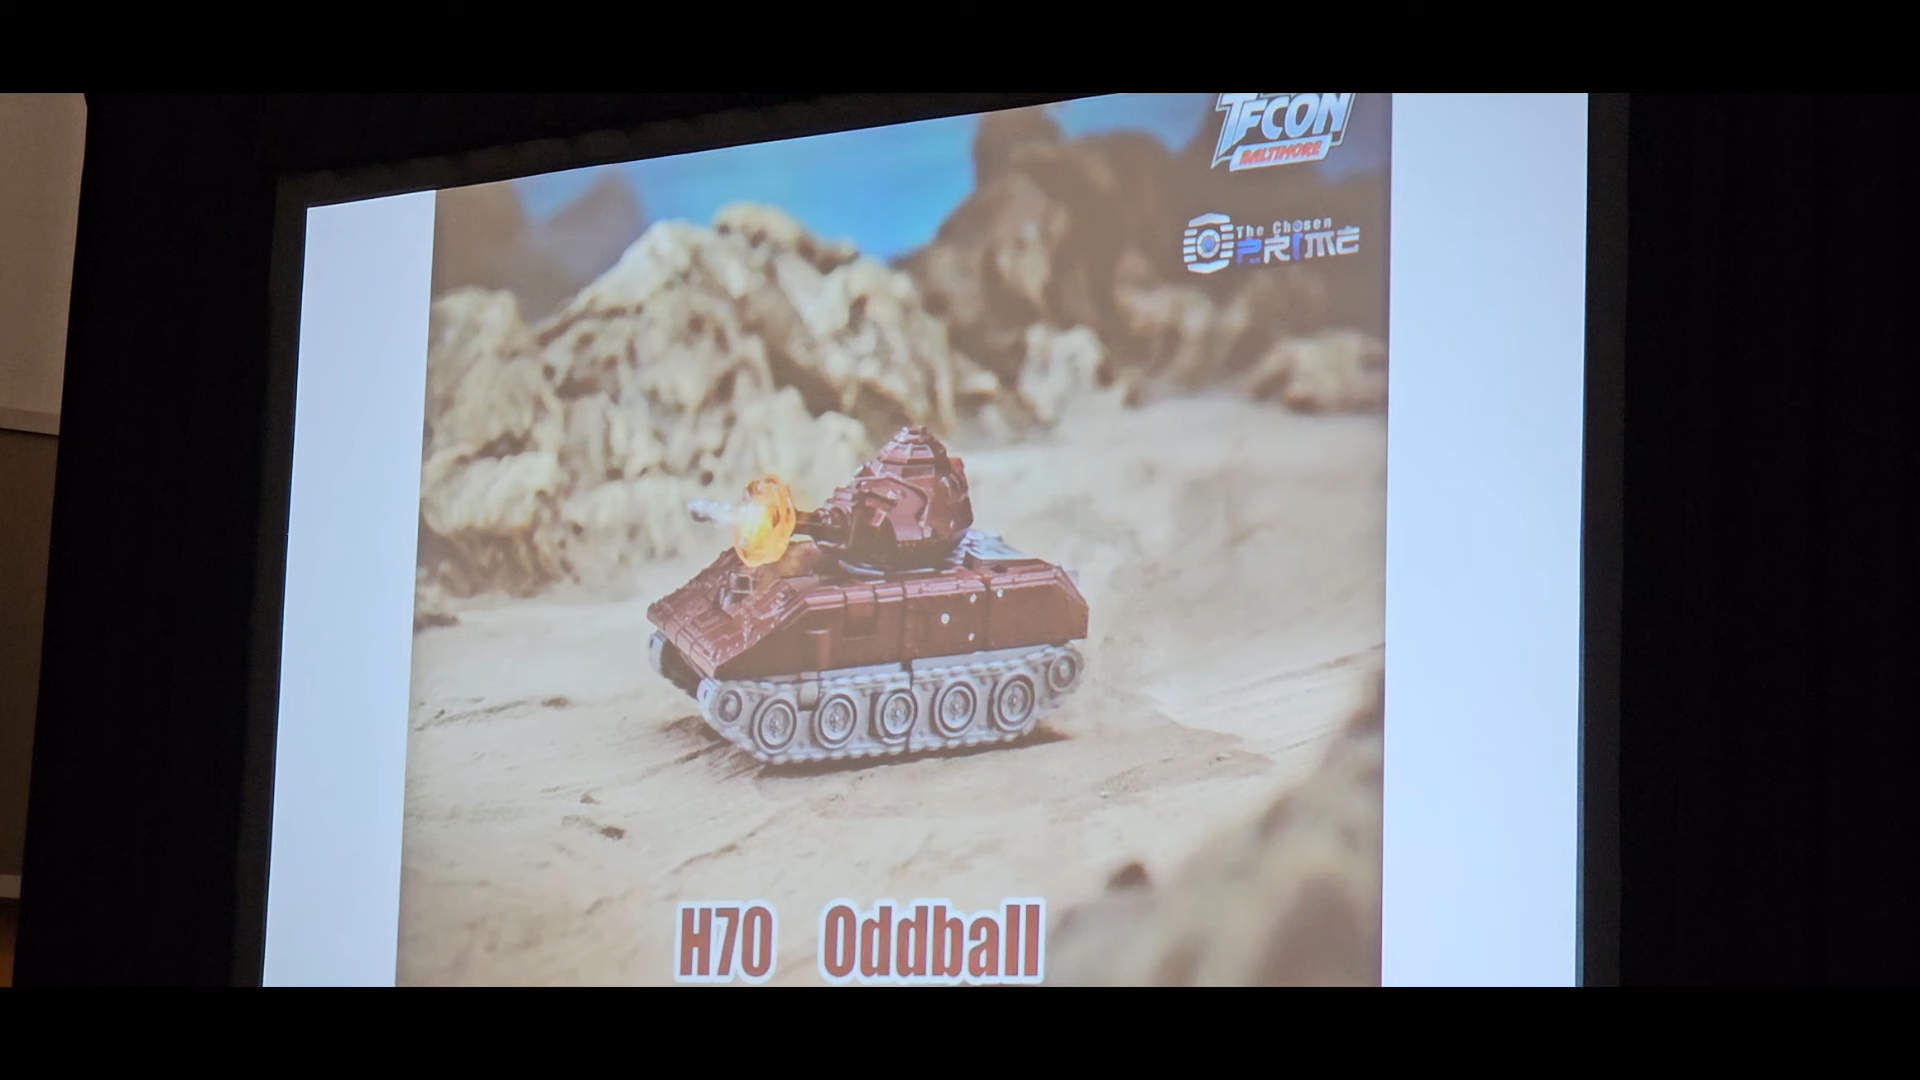 TFCON
BALTIMORE
The Chosen
PRIME
H70 Oddball